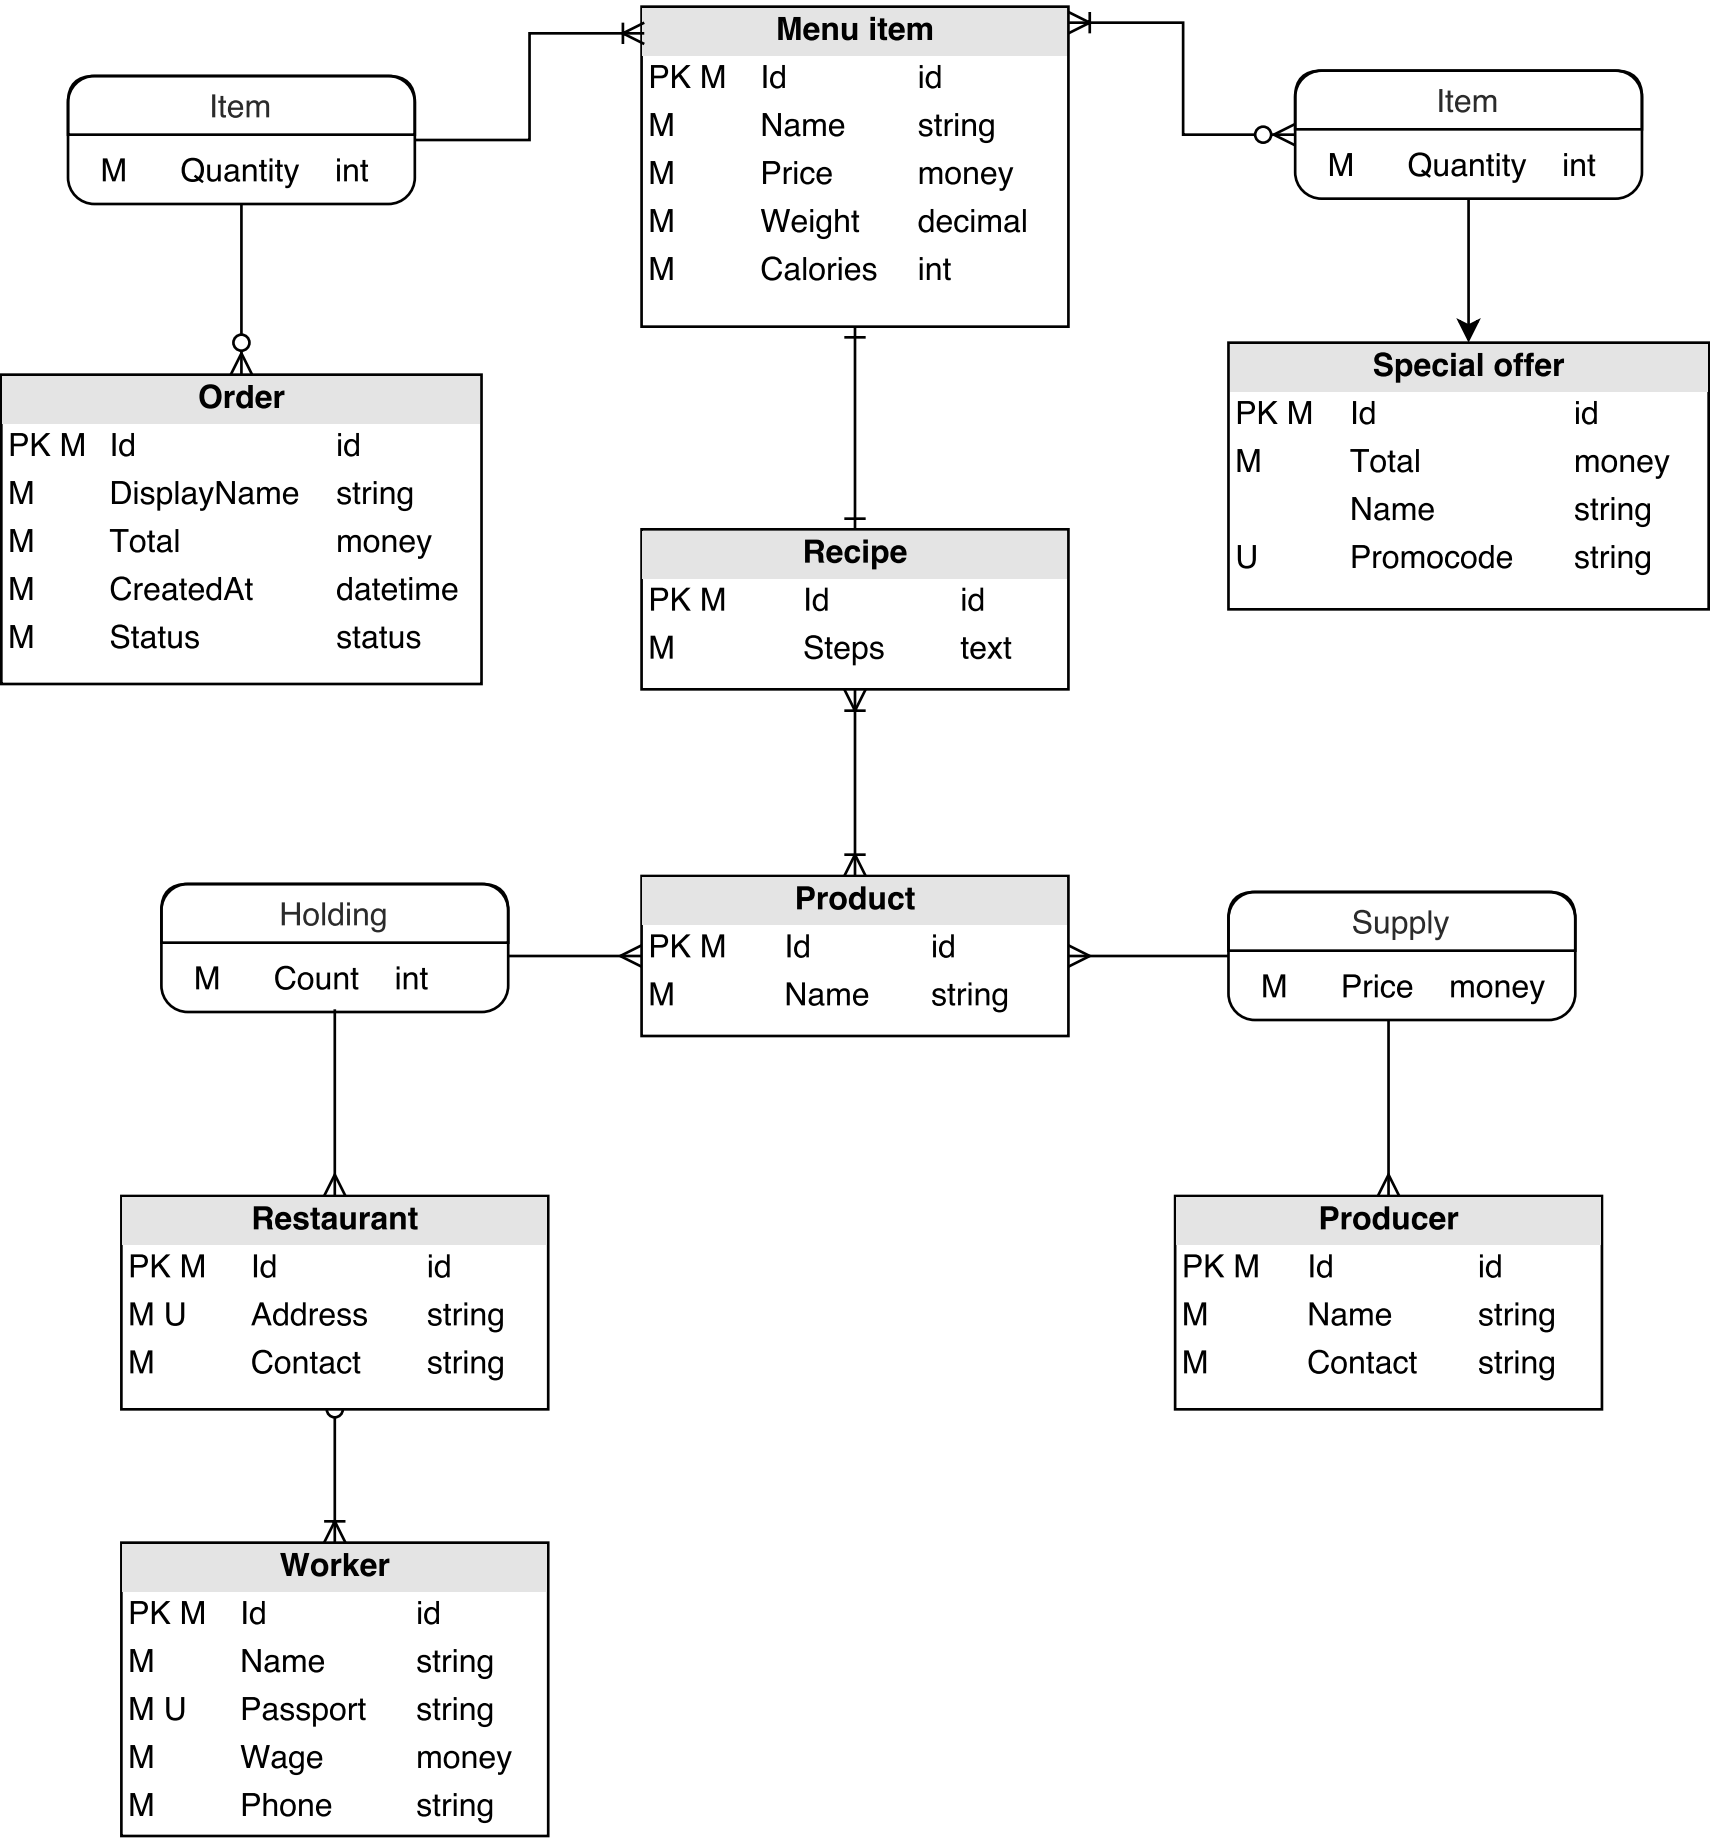 Menu item
PK M Id id
M Name string
M Price money
M Weight decimal
M Calories int
Item
M Quantity int
Item
M Quantity int
Order
PK M Id id
M DisplayName string
M Total money
M CreatedAt datetime
M Status status
Special offer
PK M Id id
M Total money
Name string
U Promocode string
Recipe
PK M Id id
M Steps text
Holding
M Count int
Product
PK M Id id
M Name string
Supply
M Price money
Restaurant
PK M Id id
M U Address string
M Contact string
Producer
PK M Id id
M Name string
M Contact string
Worker
PK M Id id
M Name string
M U Passport string
M Wage money
M Phone string